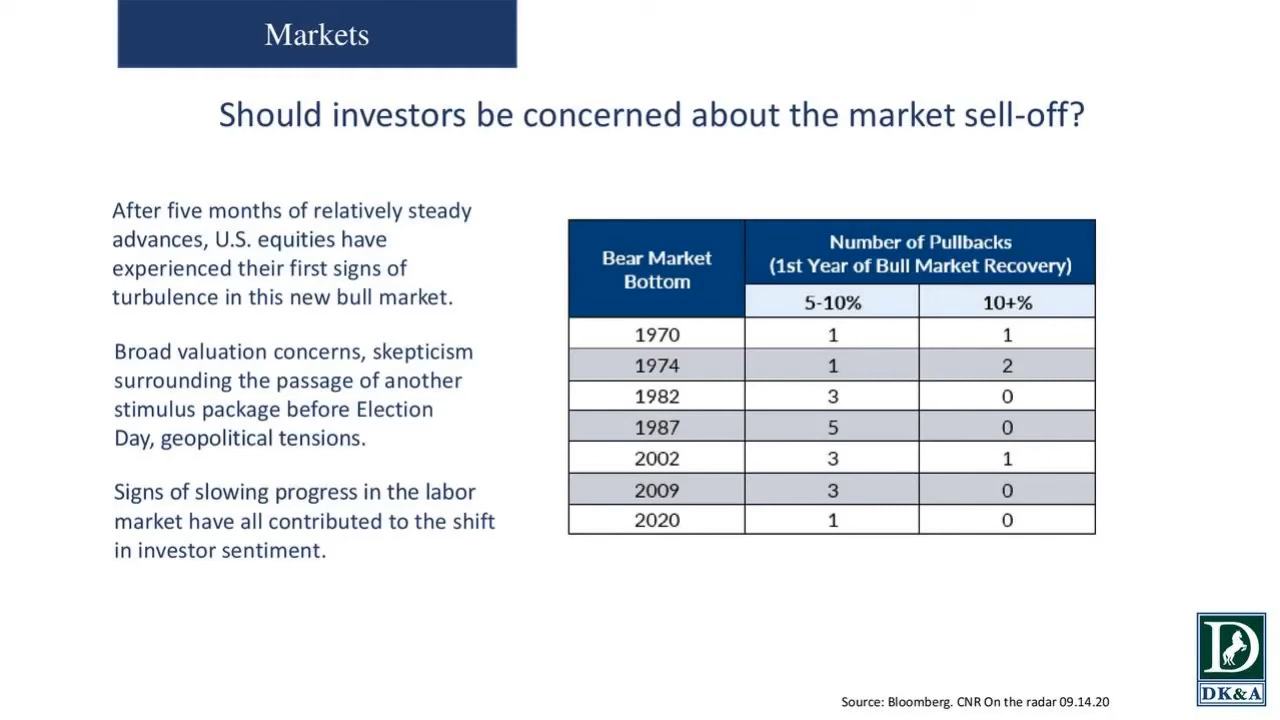 Markets
Should investors be concerned about the market sell-off?
After five months of relatively steady
advances, U.S. equities have
experienced their first signs of
turbulence in this new bull market.
Broad valuation concerns, skepticism
surrounding the passage of another
stimulus package before Election
Day, geopolitical tensions.
Signs of slowing progress in the labor
market have all contributed to the shift
in investor sentiment.
Bear Market
Bottom
Number of Pullbacks
(1st Year of Bull Market Recovery)
5-10% 10+%
1970 1 1
1974 1 2
1982 3 0
1987 5 0
2002 3 1
2009 3 0
2020 1 0
D
DK&A
Source: Bloomberg. CNR On the radar 09.14.20